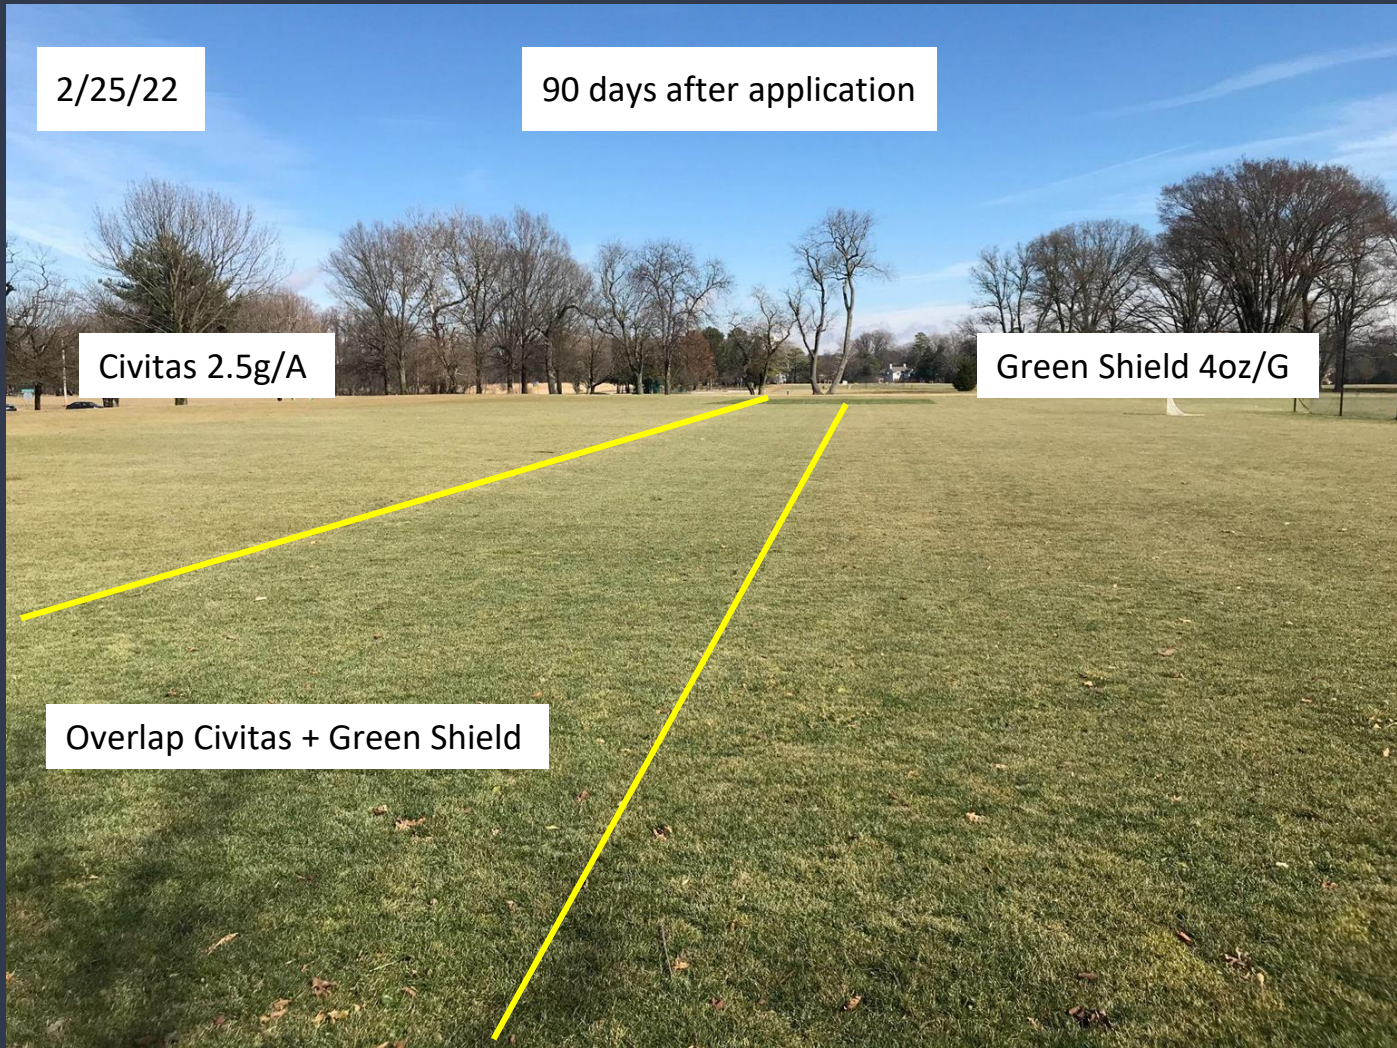 2/25/22
90 days after application
Civitas 2.5g/A
Green Shield 4oz/G
Overlap Civitas + Green Shield